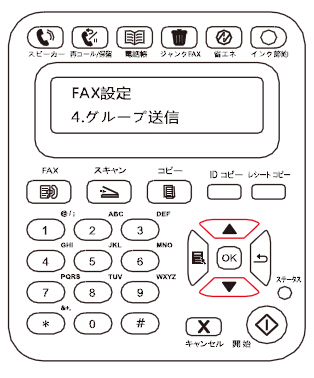 スピーカー 再コール/保留 電話帳 ジャンクFAX 省エネ インク節約
FAX設定
4.グループ送信
FAX スキャン コピー IDコピー レシートコピー
@/: ABC DEF
1 2 3
GHI JKL MNO
4 5 6
OK
PQRS TUV WXYZ
7 8 9
ステータス
&+,
* 0 #
X
キャンセル 開始